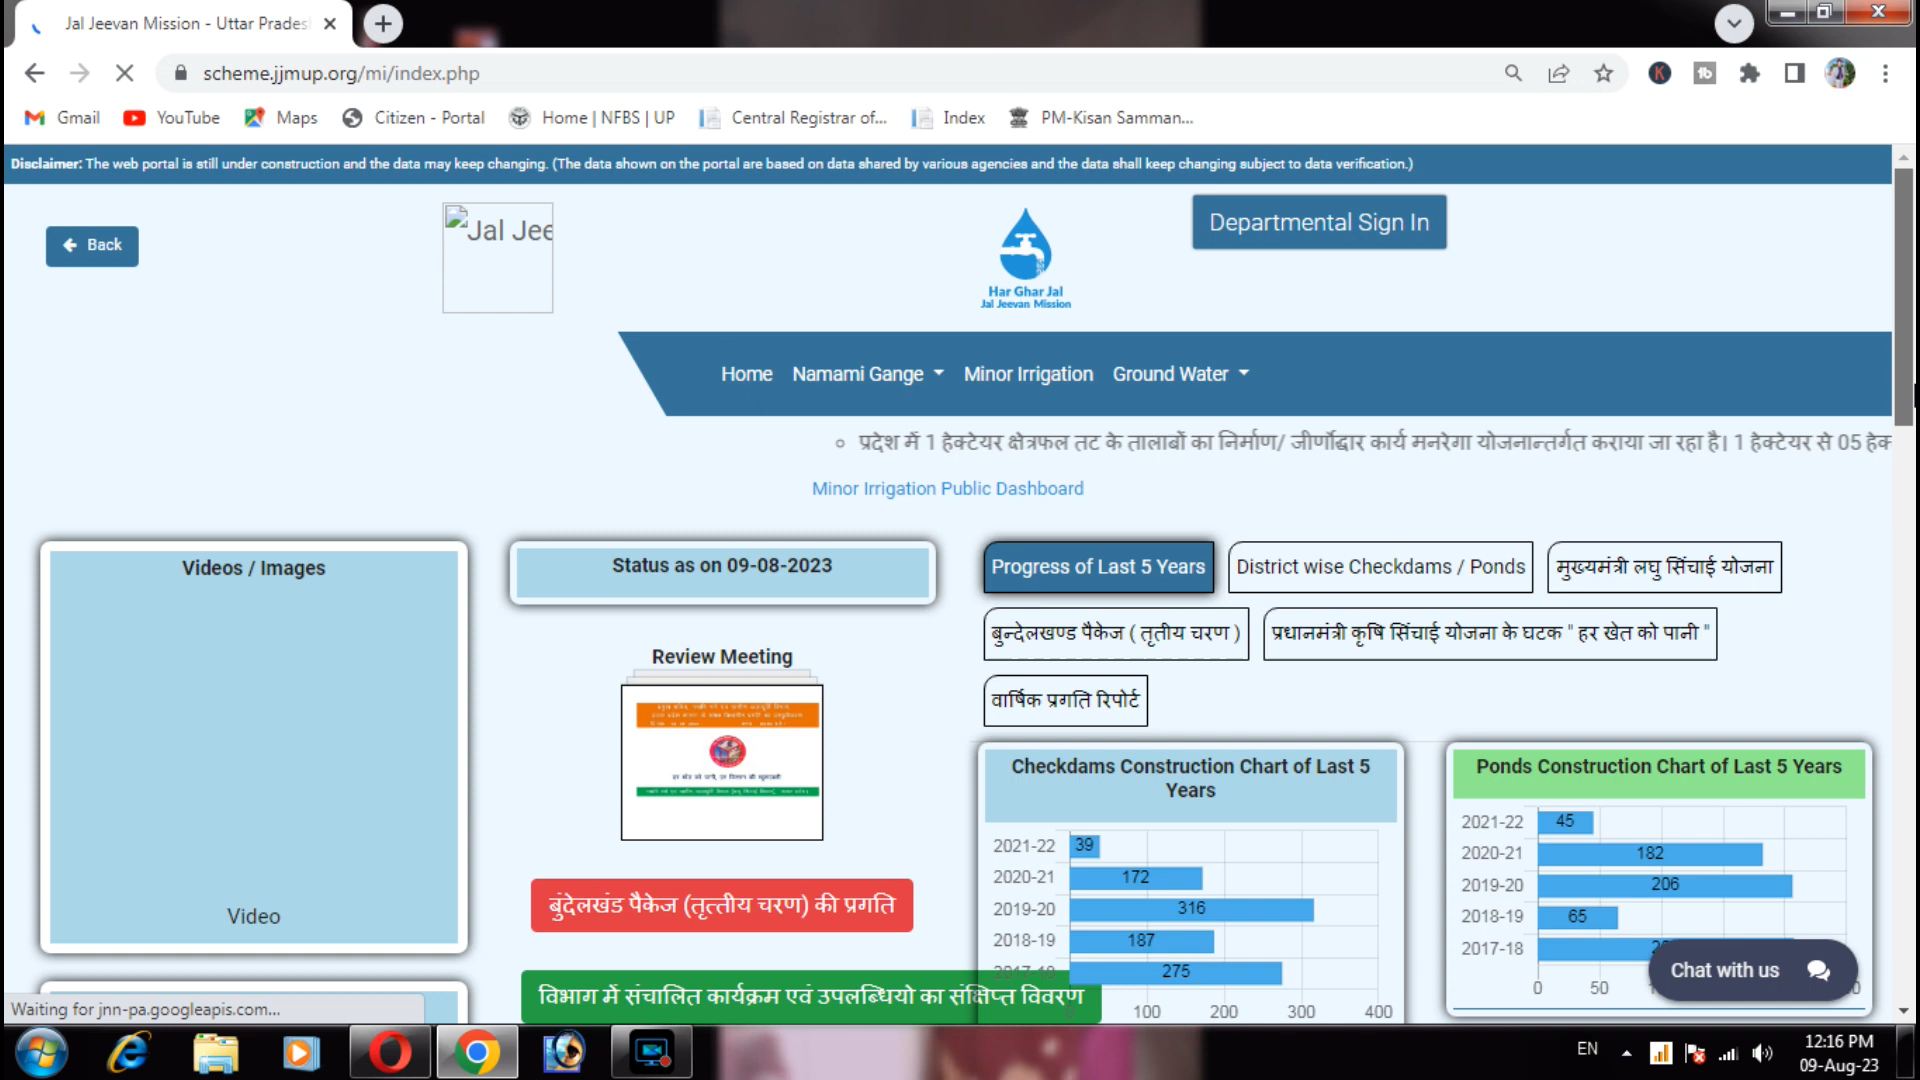 Jal Jeevan Mission - Uttar Prades
scheme.jjmup.org/mi/index.php
Gmail YouTube Maps Citizen - Portal Home | NFBS | UP Central Registrar of... Index PM-Kisan Samman...
Disclaimer: The web portal is still under construction and the data may keep changing. (The data shown on the portal are based on data shared by various agencies and the data shall keep changing subject to data verification.)
Back
Jal Jee
Har Ghar Jal
Jal Jeevan Mission
Departmental Sign In
Home Namami Gange Minor Irrigation Ground Water
प्रदेश में 1 हेक्टेयर क्षेत्रफल तट के तालाबों का निर्माण/ जीर्णोद्धार कार्य मनरेगा योजनान्तर्गत कराया जा रहा है। 1 हेक्टेयर से 05 हेक
Minor Irrigation Public Dashboard
Videos / Images
Video
Status as on 09-08-2023
Review Meeting
बुंदेलखंड पैकेज (तृत्तीय चरण) की प्रगति
विभाग में संचालित कार्यक्रम एवं उपलब्धियो का संक्षिप्त विवरण
Progress of Last 5 Years
District wise Checkdams / Ponds
मुख्यमंत्री लघु सिंचाई योजना
बुन्देलखण्ड पैकेज ( तृतीय चरण )
प्रधानमंत्री कृषि सिंचाई योजना के घटक " हर खेत को पानी "
वार्षिक प्रगति रिपोर्ट
Checkdams Construction Chart of Last 5
Years
2021-22 39
2020-21 172
2019-20 316
2018-19 187
2017-18 275
0 100 200 300 400
Ponds Construction Chart of Last 5 Years
2021-22 45
2020-21 182
2019-20 206
2018-19 65
2017-18
0 50
Chat with us
Waiting for jnn-pa.googleapis.com...
EN
12:16 PM
09-Aug-23